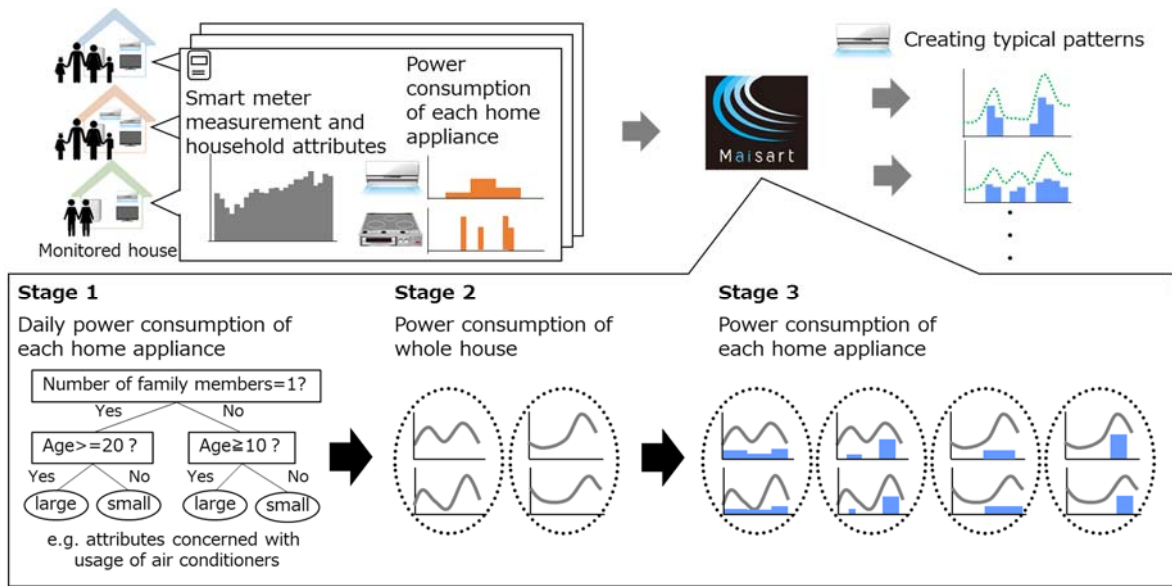 Smart meter
measurement and
household attributes
Power
consumption
of each home
appliance
Monitored house
Maisart
Creating typical patterns
Stage 1
Daily power consumption of
each home appliance
Number of family members=1?
Yes
No
Age>=20 ?
Age≧10 ?
Yes
No
Yes
No
large
small
large
small
e.g. attributes concerned with
usage of air conditioners
Stage 2
Power consumption of
whole house
Stage 3
Power consumption of
each home appliance